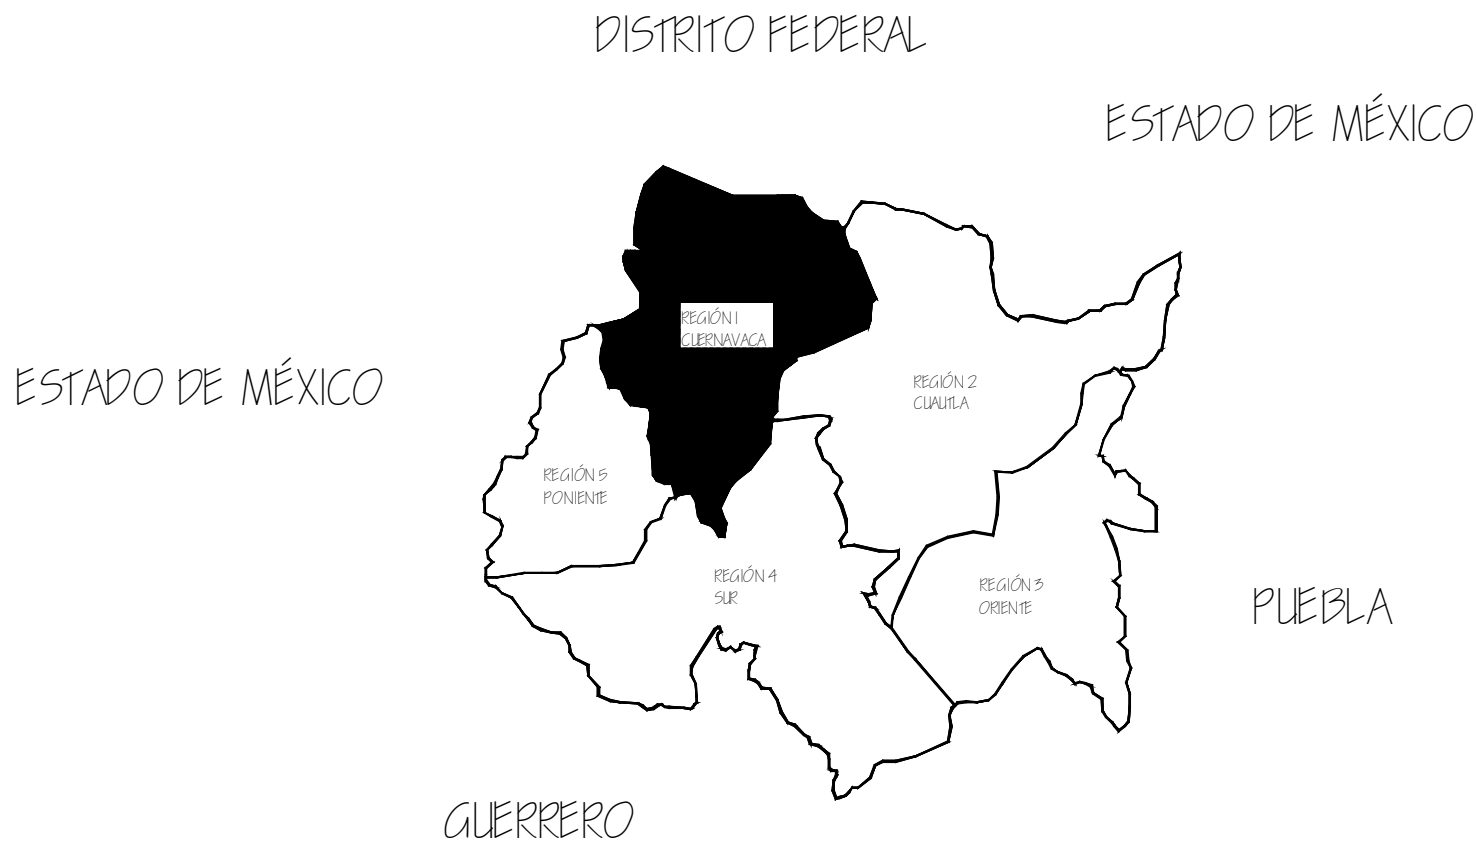 DISTRITO FEDERAL
ESTADO DE MÉXICO
REGIÓN 1
CUERNAVACA
ESTADO DE MÉXICO
REGIÓN 2
CUAUTLA
REGIÓN 5
PONIENTE
REGIÓN 4
SUR
REGIÓN 3
ORIENTE
PUEBLA
GUERRERO